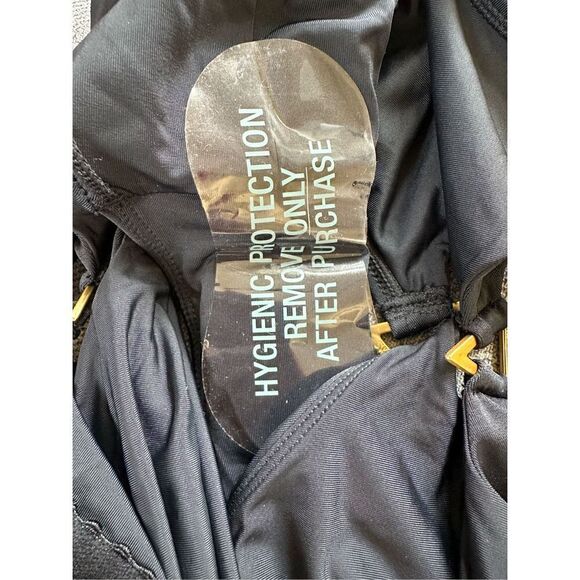 HYGIENIC PROTECTION
REMOVE ONLY
AFTER PURCHASE